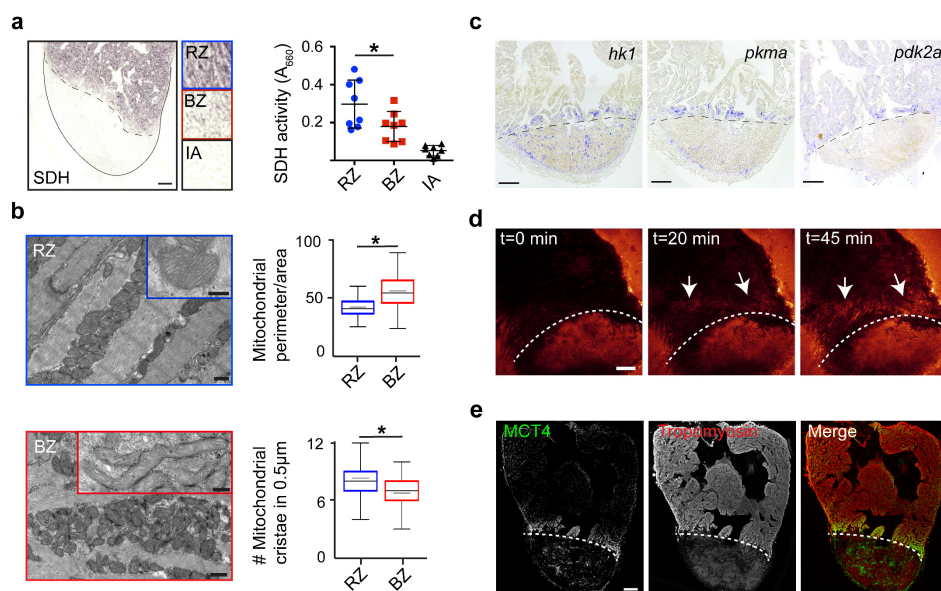 a
SDH
RZ
BZ
IA
SDH activity (A660)
0.6
0.4
0.2
*
RZ
BZ
IA
b
RZ
Mitochondrial
perimeter/area
100
50
0
*
RZ
BZ
BZ
# Mitochondrial
cristae in 0.5µm
12
8
6
0
*
RZ
BZ
c
hk1
pkma
pdk2a
d
t=0 min
t=20 min
t=45 min
e
MCT4
Tropomyosin
Merge